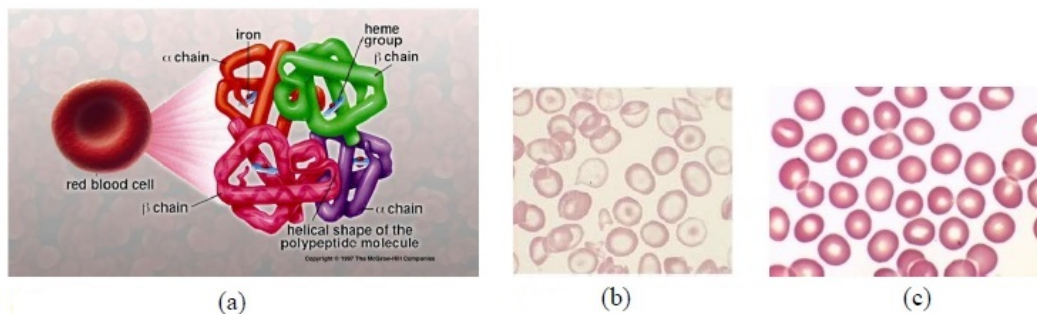 iron
heme
group
α chain
β chain
red blood cell
β chain
α chain
helical shape of the
polypeptide molecule
Copyright © 1997 The McGraw-Hill Companies
(a)
(b)
(c)